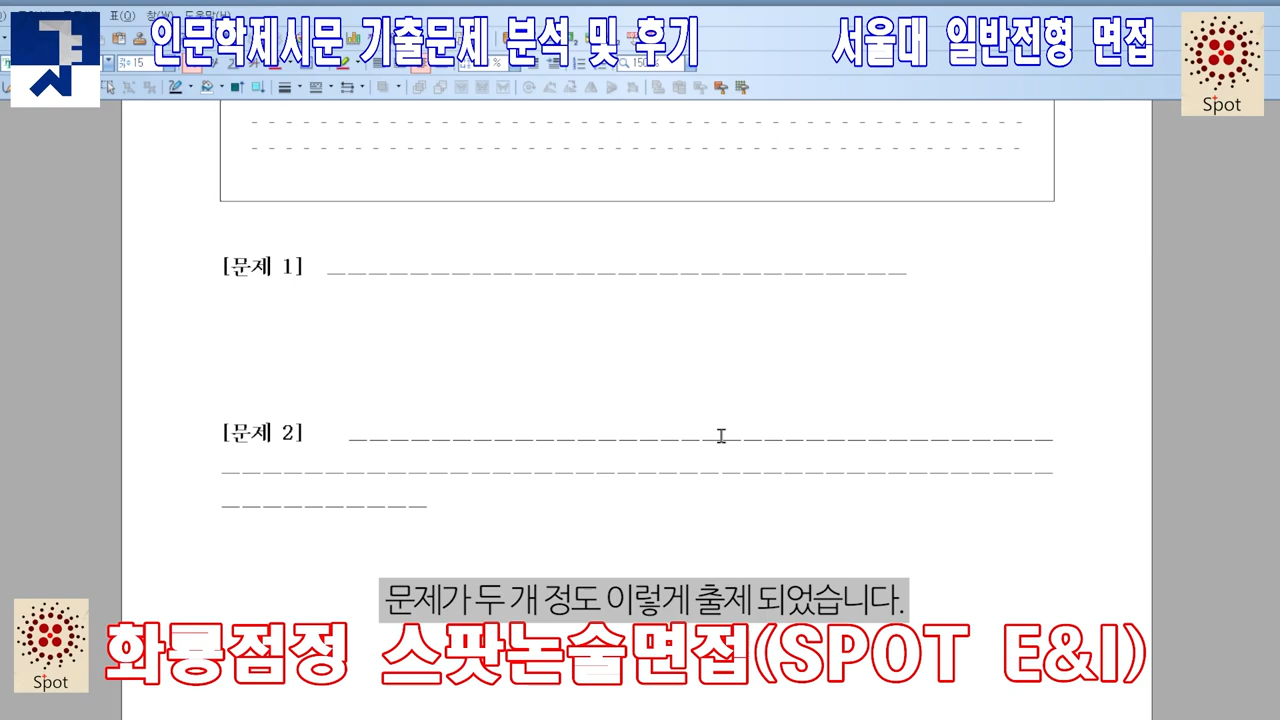 인문학제시문 기출문제 분석 및 후기 서울대 일반전형 면접
Spot
[문제 1]
[문제 2]
문제가 두 개 정도 이렇게 출제 되었습니다.
화룡점정 스팟논술면접(SPOT E&I)
Spot